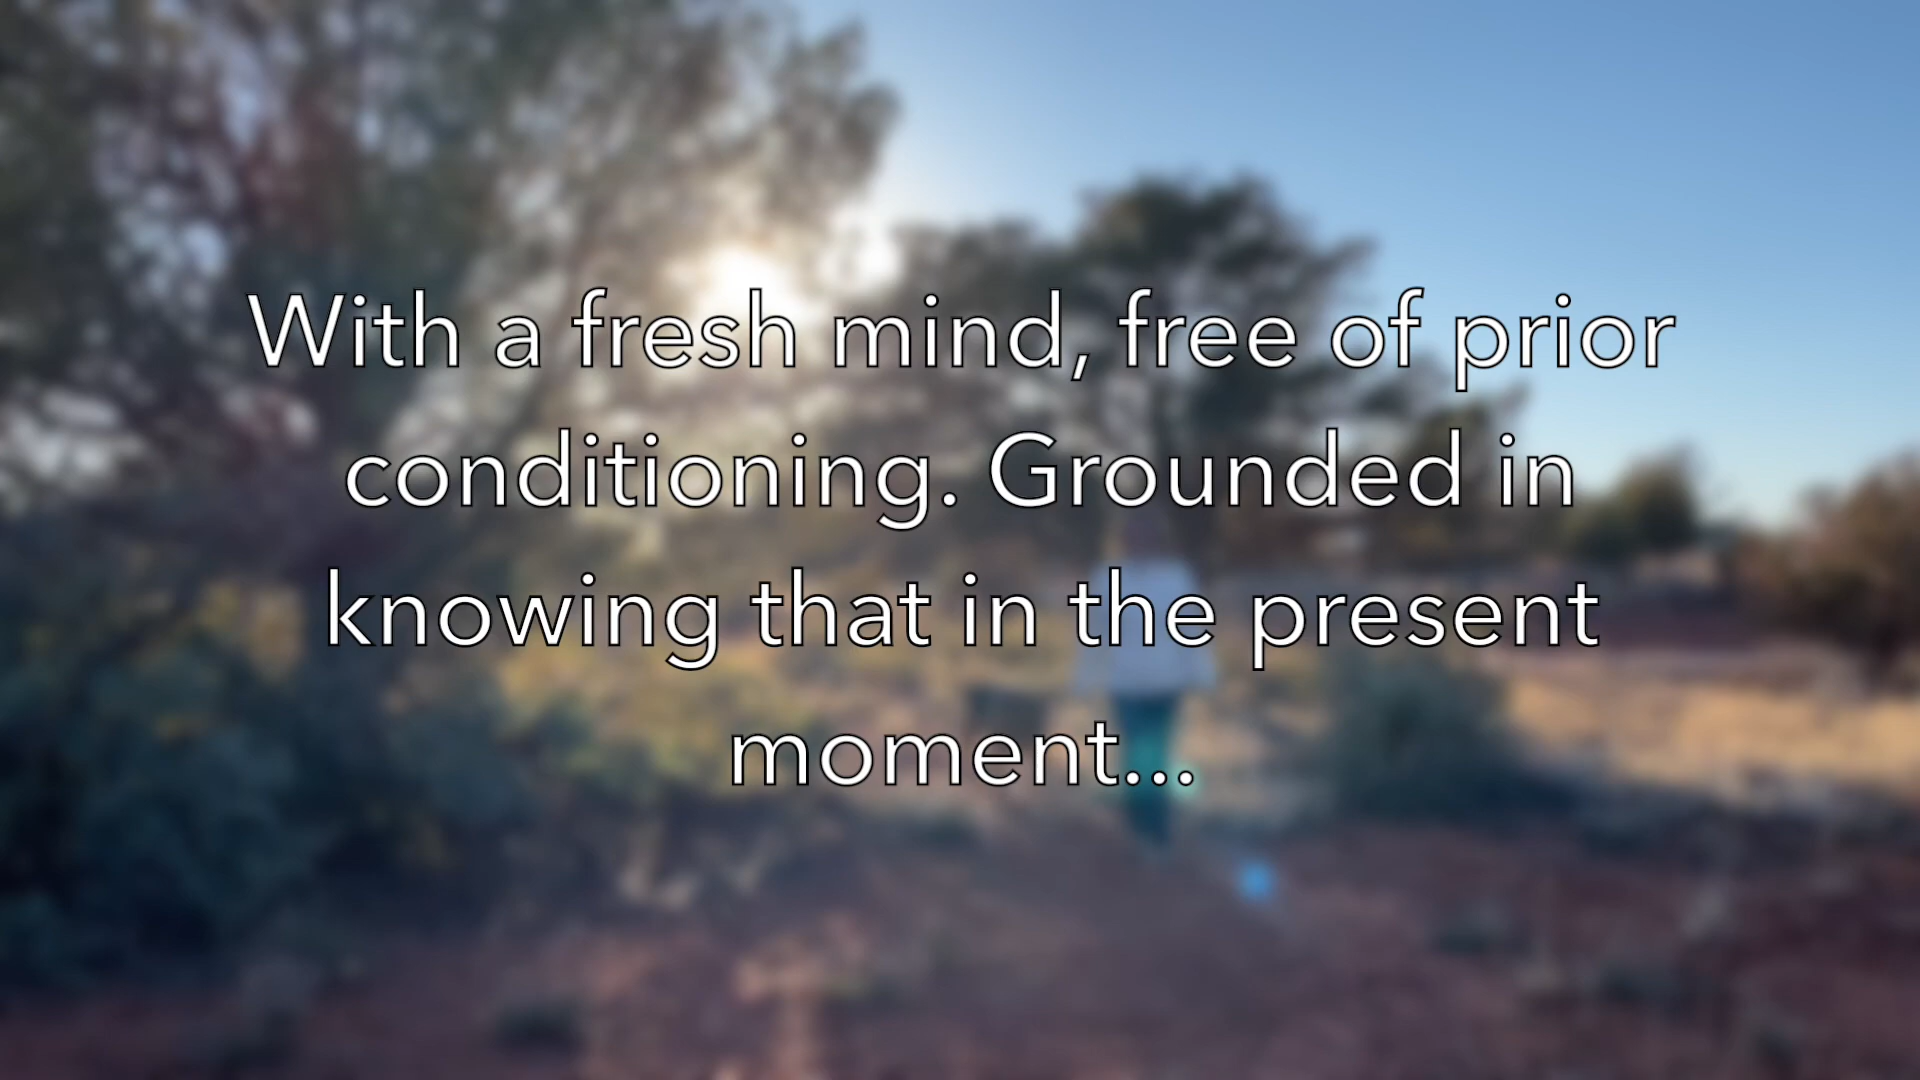 With a fresh mind, free of prior
conditioning. Grounded in
knowing that in the present
moment...